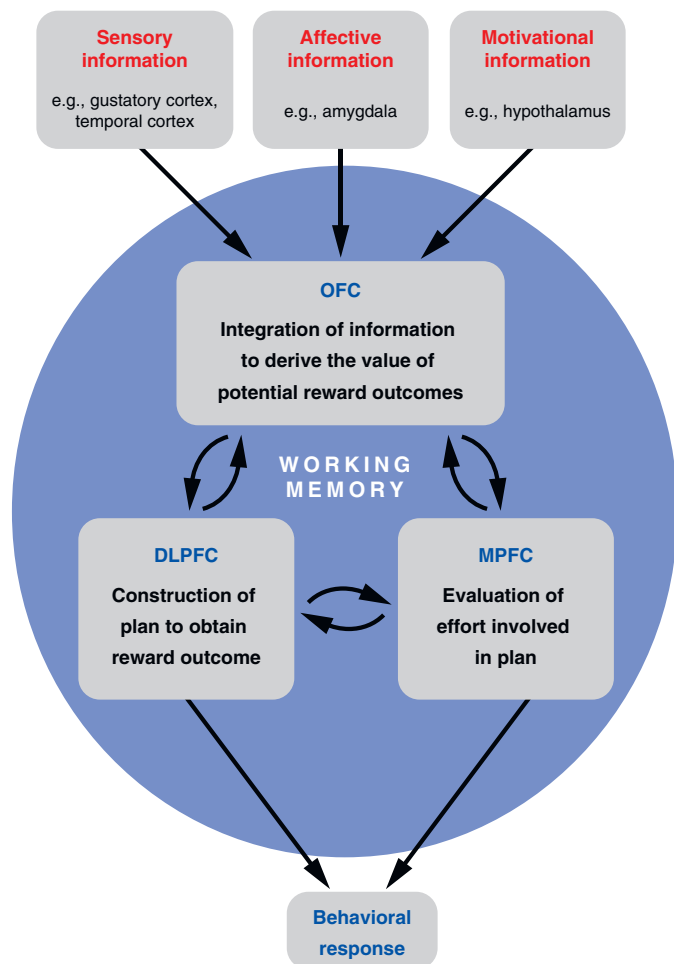 Sensory
information
e.g., gustatory cortex,
temporal cortex
Affective
information
e.g., amygdala
Motivational
information
e.g., hypothalamus
OFC
Integration of information
to derive the value of
potential reward outcomes
WORKING
MEMORY
DLPFC
Construction of
plan to obtain
reward outcome
MPFC
Evaluation of
effort involved
in plan
Behavioral
response